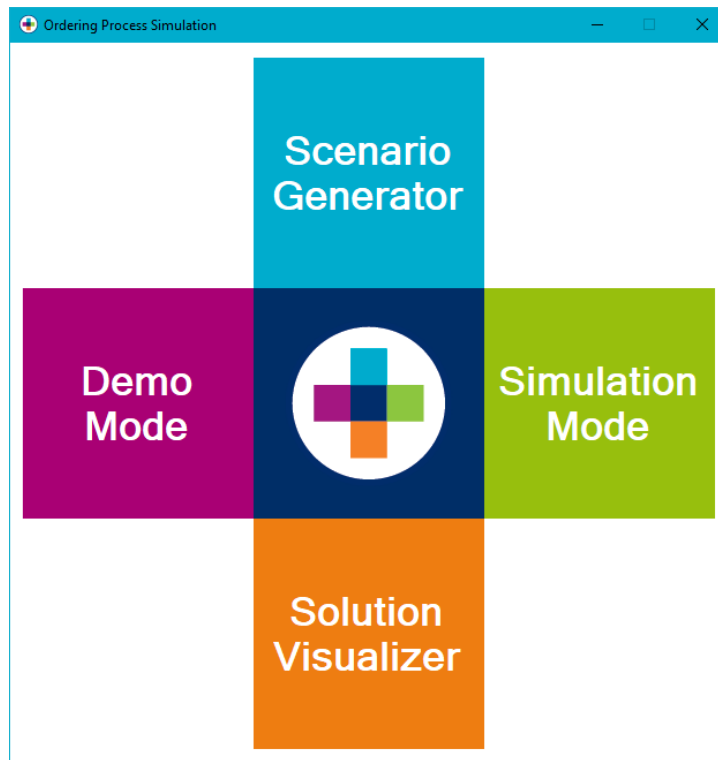 Ordering Process Simulation
Scenario
Generator
Demo
Mode
Simulation
Mode
Solution
Visualizer